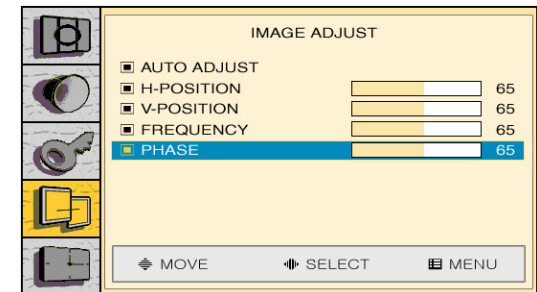 IMAGE ADJUST
AUTO ADJUST
H-POSITION 65
V-POSITION 65
FREQUENCY 65
PHASE 65
MOVE SELECT MENU